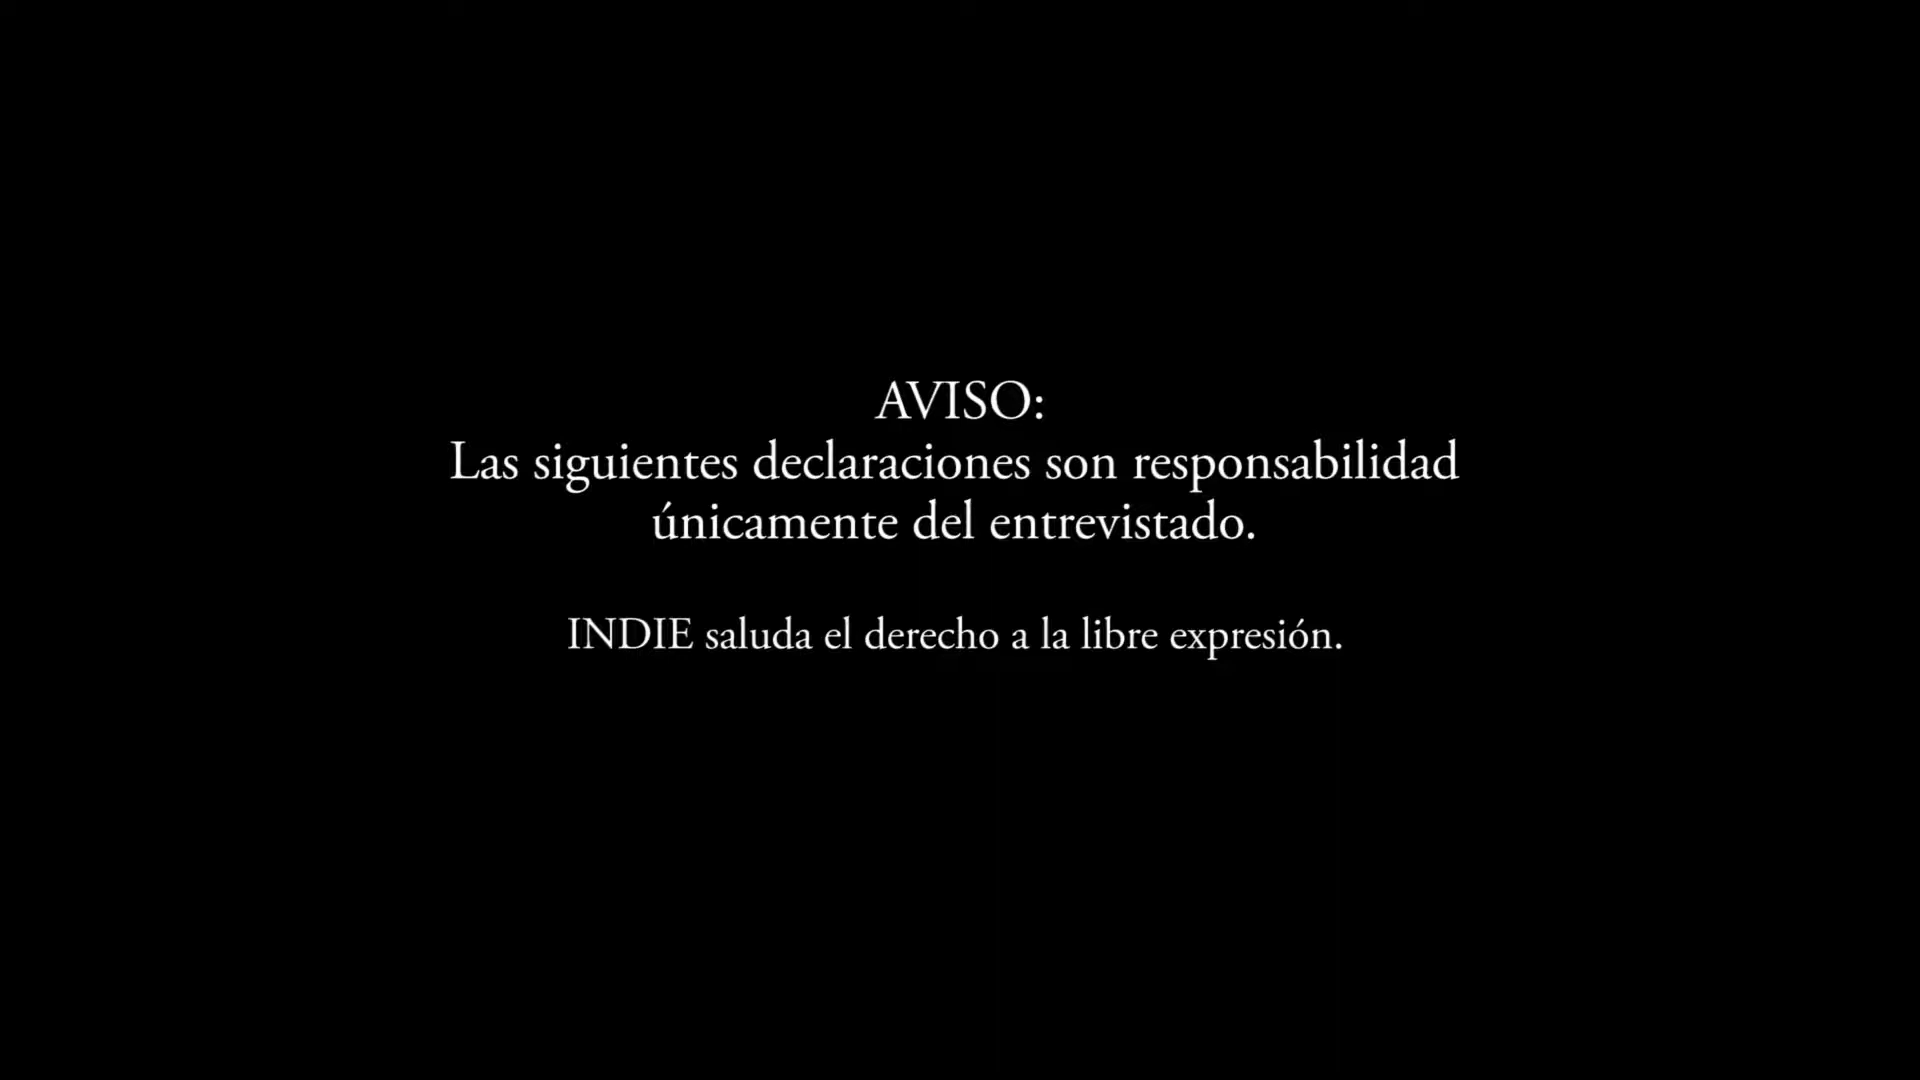 AVISO:
Las siguientes declaraciones son responsabilidad
únicamente del entrevistado.
INDIE saluda el derecho a la libre expresión.